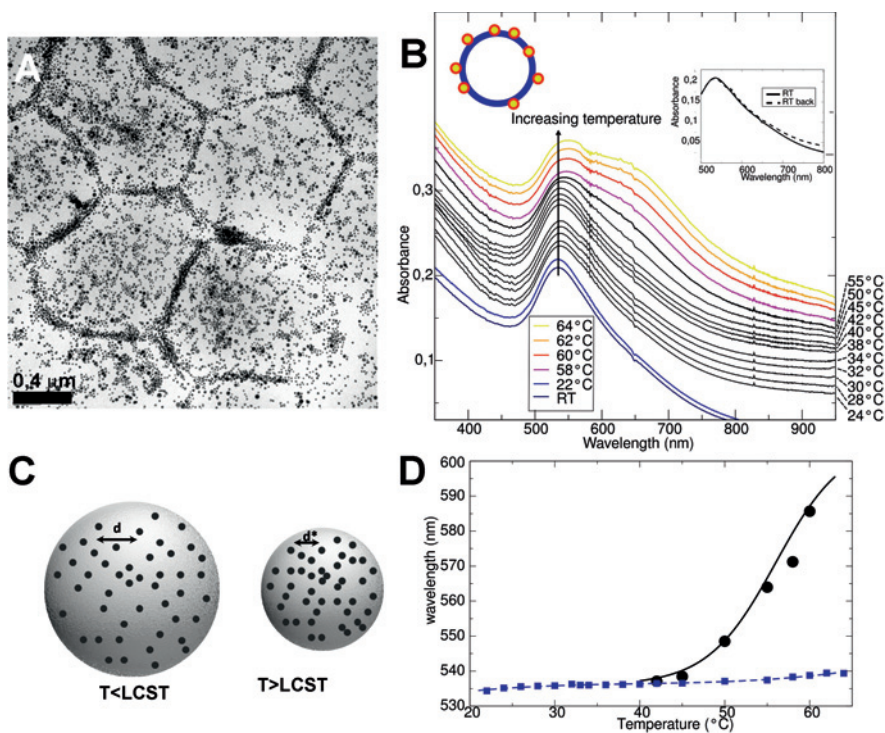 A
0.4 μm
B
Increasing temperature
Absorbance
0,3
0,2
0,1
64°C
62°C
60°C
58°C
22°C
RT
400
500
600
700
800
900
Wavelength (nm)
55°C
50°C
45°C
42°C
46°C
38°C
34°C
32°C
30°C
28°C
24°C
Absorbance
0,2
0,15
0,1
0,05
RT
RT back
500
600
700
800
Wavelength (nm)
C
d
d
T<LCST
T>LCST
D
wavelength (nm)
600
590
580
570
560
550
540
530
20
30
40
50
60
Temperature (°C)